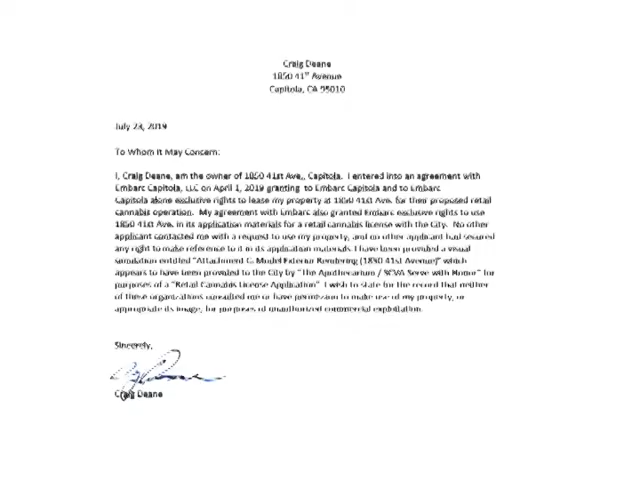 Craig Deane
1850 41st Avenue
Capitola, CA 95010
July 23, 2019
To Whom It May Concern:
I, Craig Deane, am the owner of 1850 41st Ave., Capitola. I entered into an agreement with
Embarc Capitola, LLC on April 1, 2019 granting to Embarc Capitola and to Embarc
Capitola alone exclusive rights to lease my property at 1850 41st Ave. for their proposed retail
cannabis operation. My agreement with Embarc also granted Embarc exclusive rights to use
1850 41st Ave. in its application materials for a retail cannabis license with the City. No other
applicant contacted me with a request to use my property, and no other applicant had secured
any right to make reference to it in its application materials. I have been provided a visual
simulation entitled "Attachment G: Model Exterior Rendering (1850 41st Avenue)" which
appears to have been provided to the City by "The Apothecarium / SCVA Serve with Honor" for
purposes of a "Retail Cannabis License Application". I wish to state for the record that neither
of these organizations consulted me or have permission to make use of my property, or
appropriate its image, for purposes of unauthorized commercial exploitation.
Sincerely,
Craig Deane